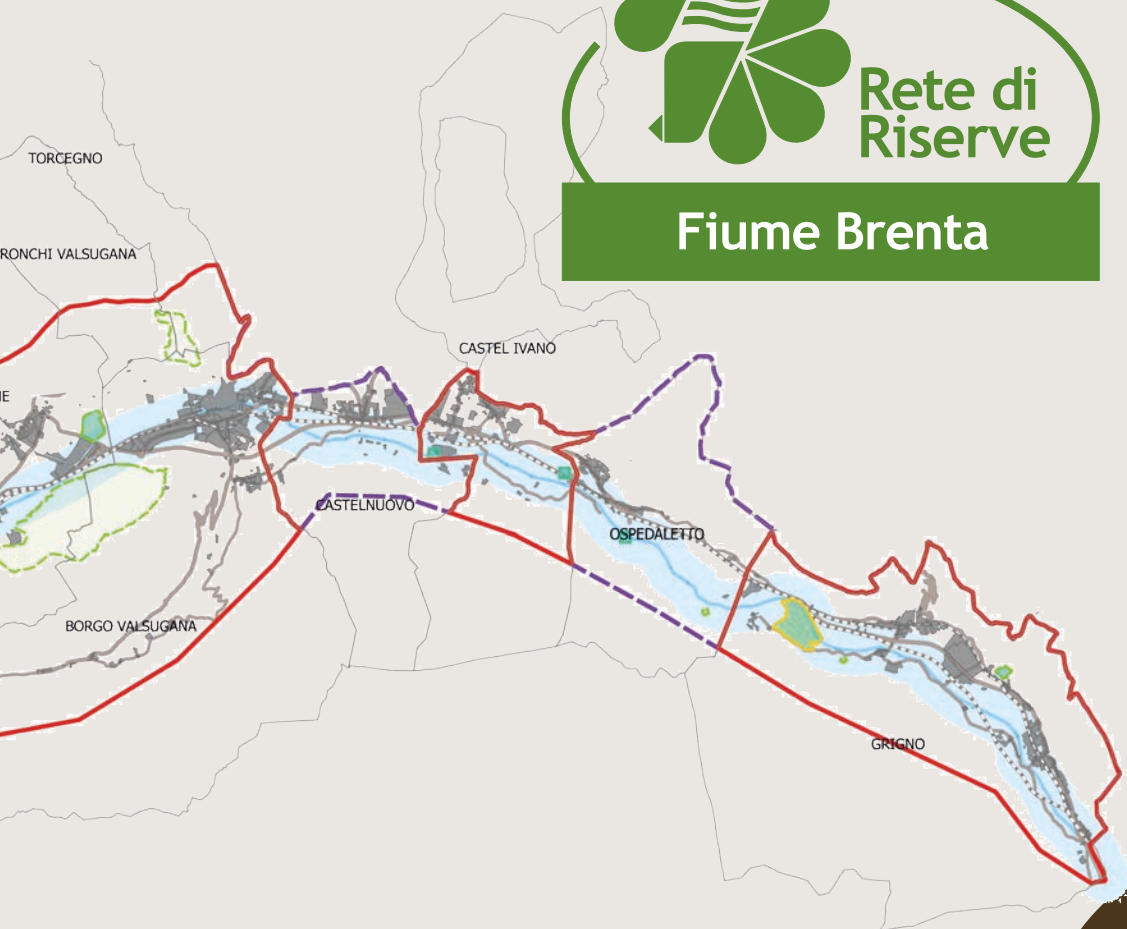 Rete di
Riserve
Fiume Brenta
TORCEGNO
RONCHI VALSUGANA
CASTEL IVANO
CASTELNUOVO
OSPEDALETTO
BORGO VALSUGANA
GRIGNO